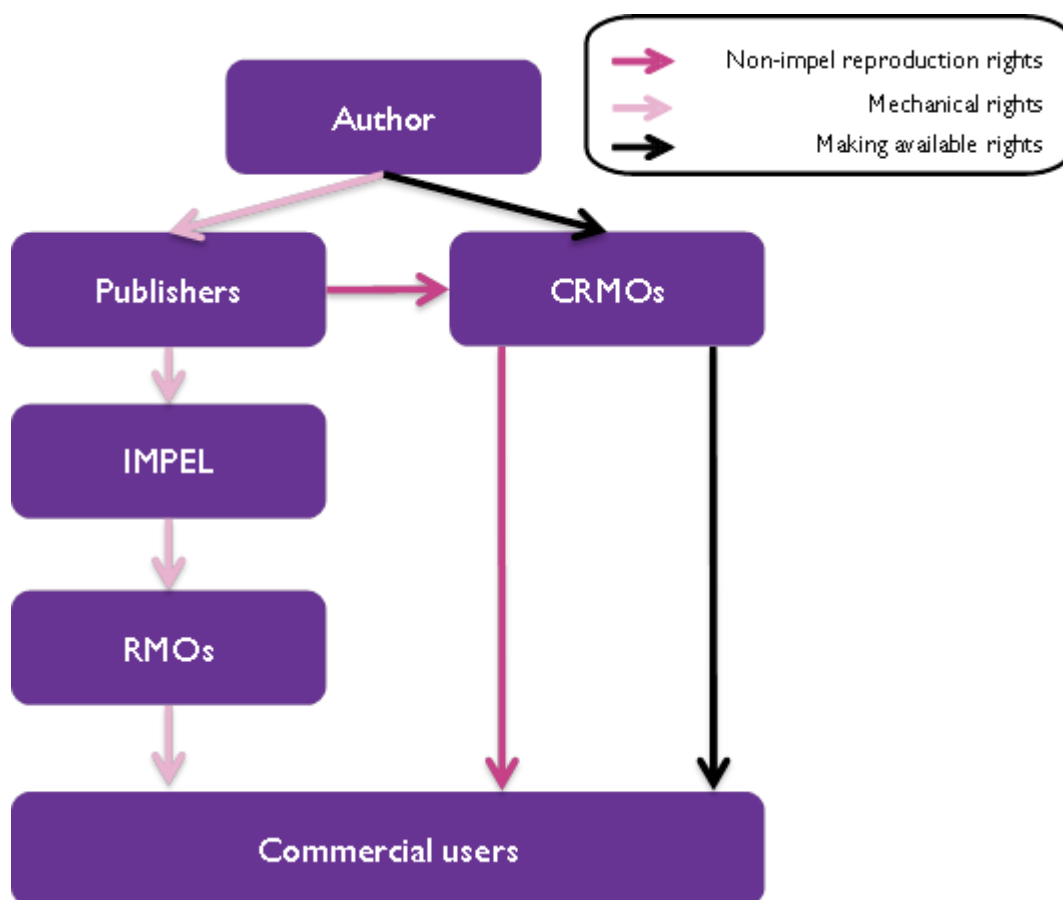 Non-impel reproduction rights
Mechanical rights
Making available rights
Author
Publishers
CRMOs
IMPEL
RMOs
Commercial users